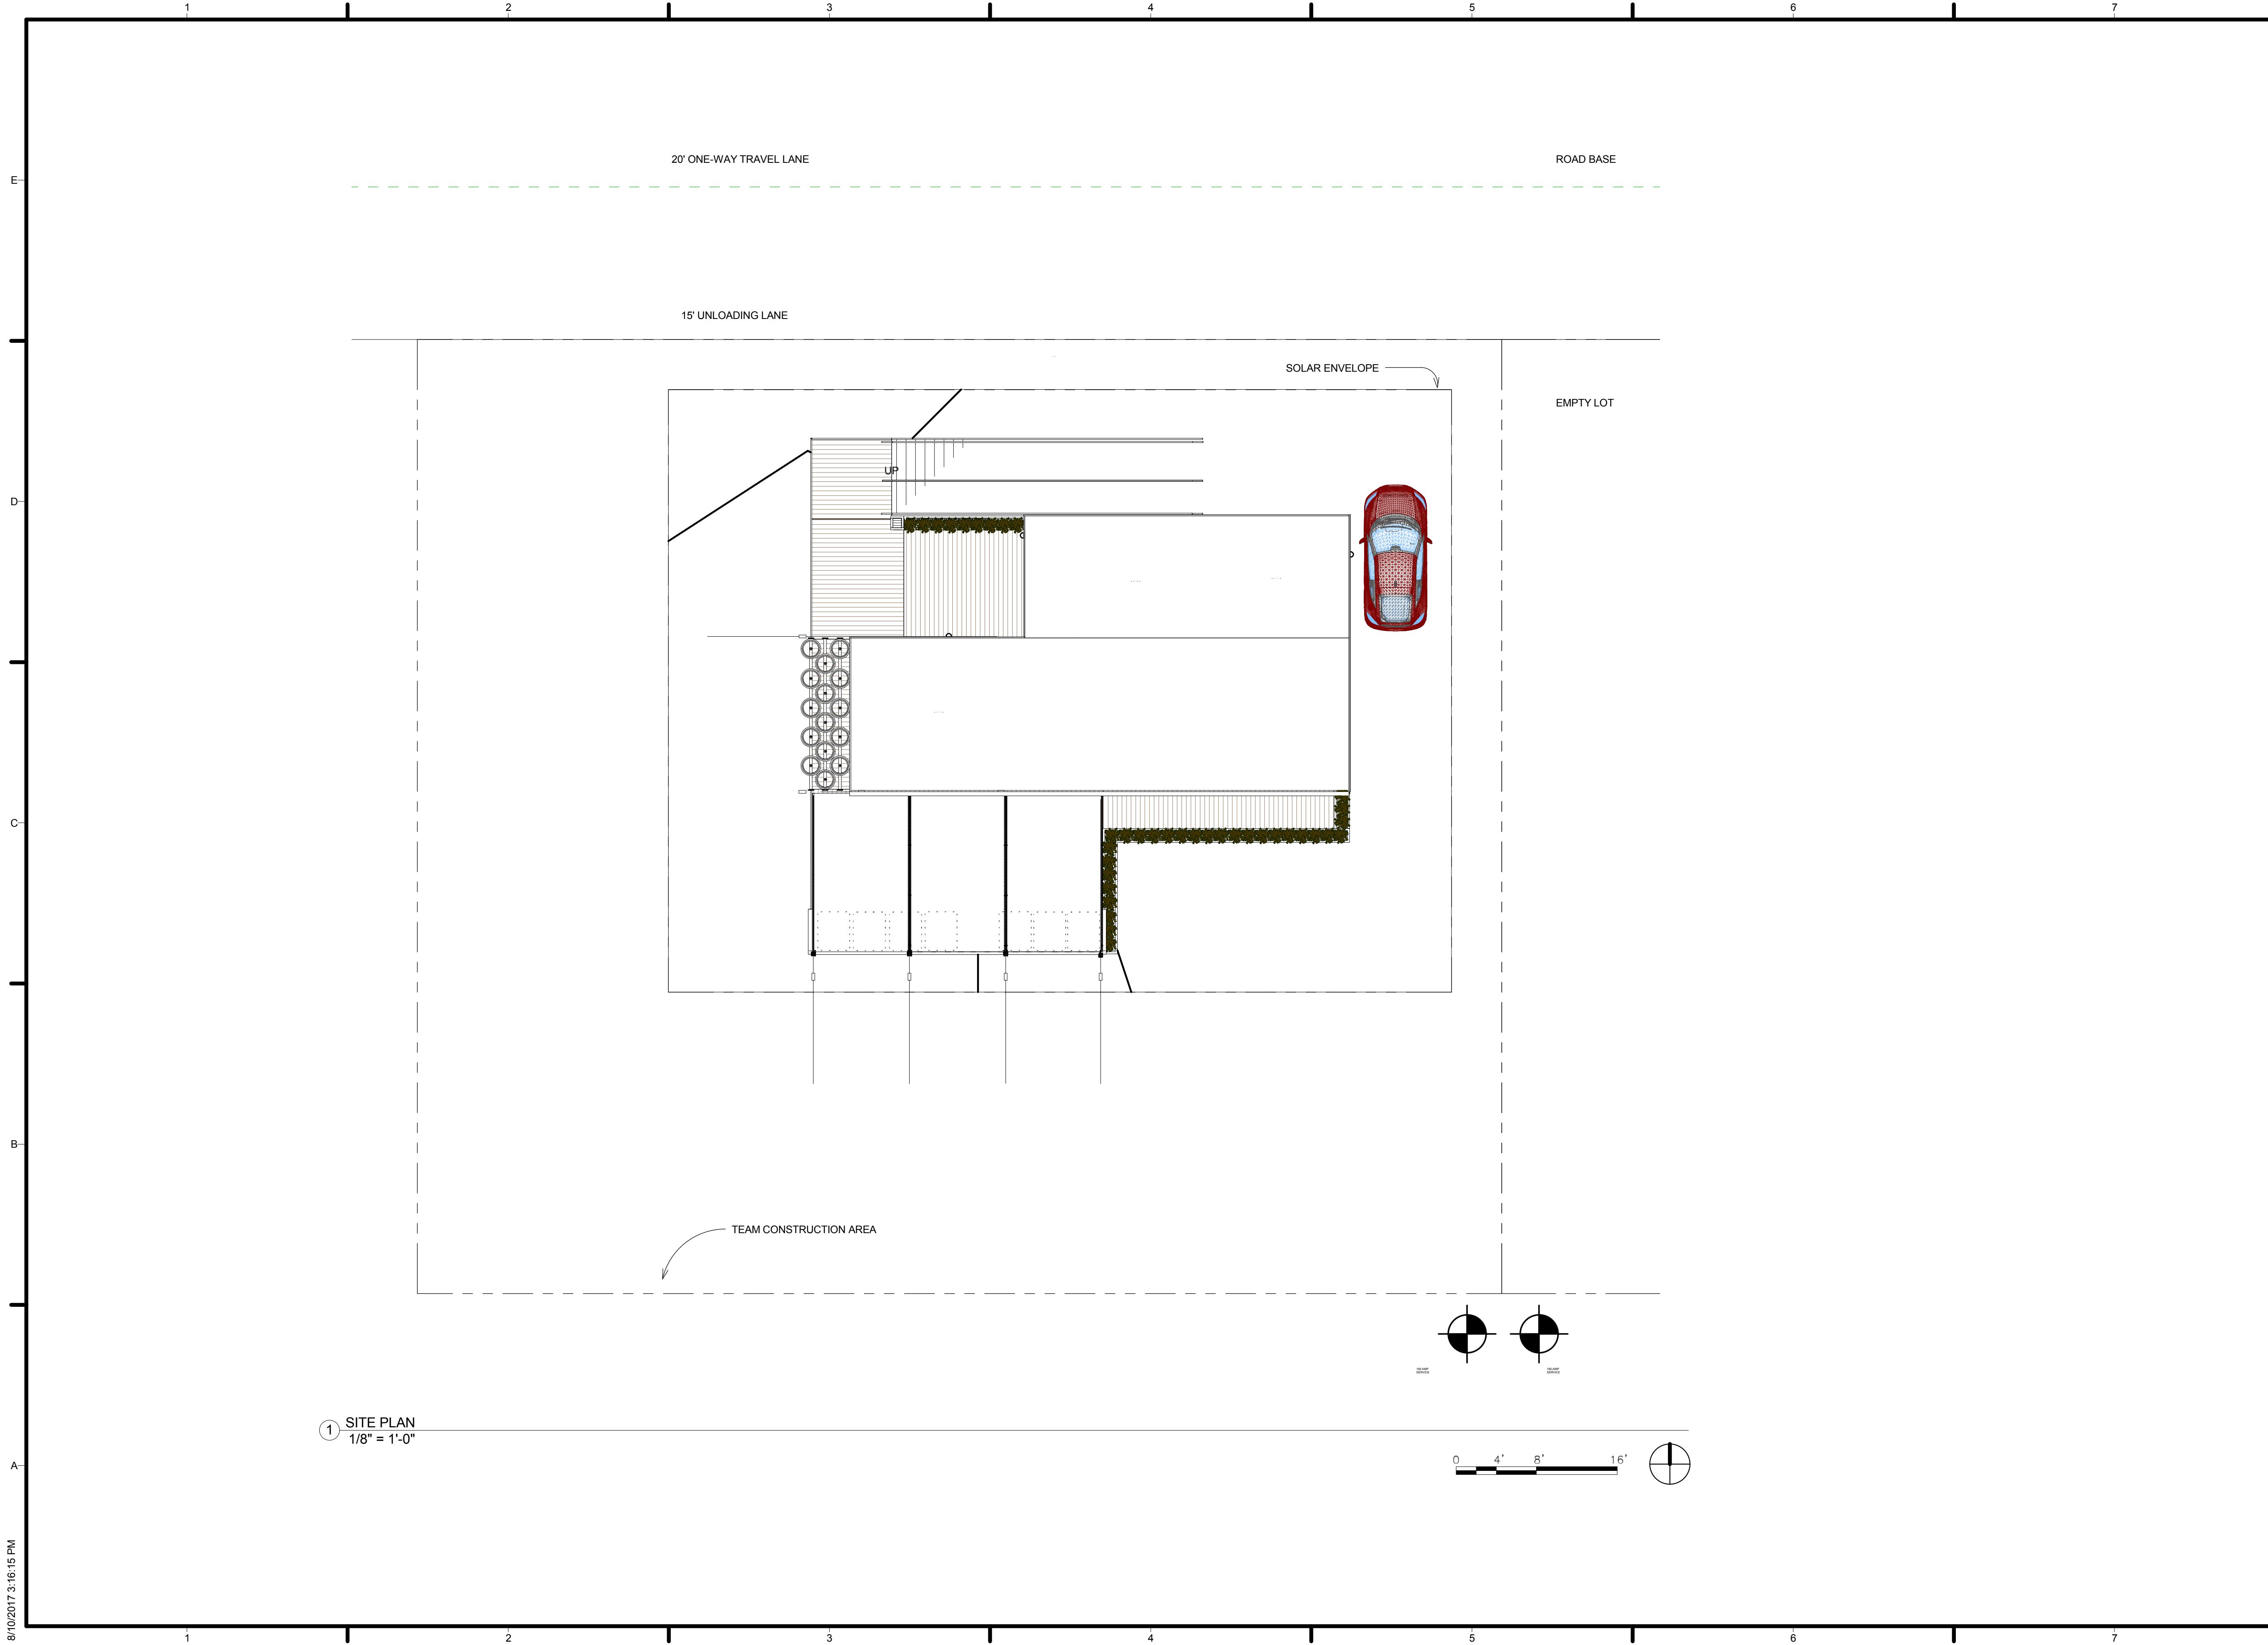 1 2 3 4 5 6 7
20' ONE-WAY TRAVEL LANE
ROAD BASE
E
15' UNLOADING LANE
SOLAR ENVELOPE
EMPTY LOT
UP
D
C
B
TEAM CONSTRUCTION AREA
SERVICE
SERVICE
1
SITE PLAN
1/8" = 1'-0"
0 4' 8' 16'
A
8/10/2017 3:16:15 PM
1 2 3 4 5 6 7